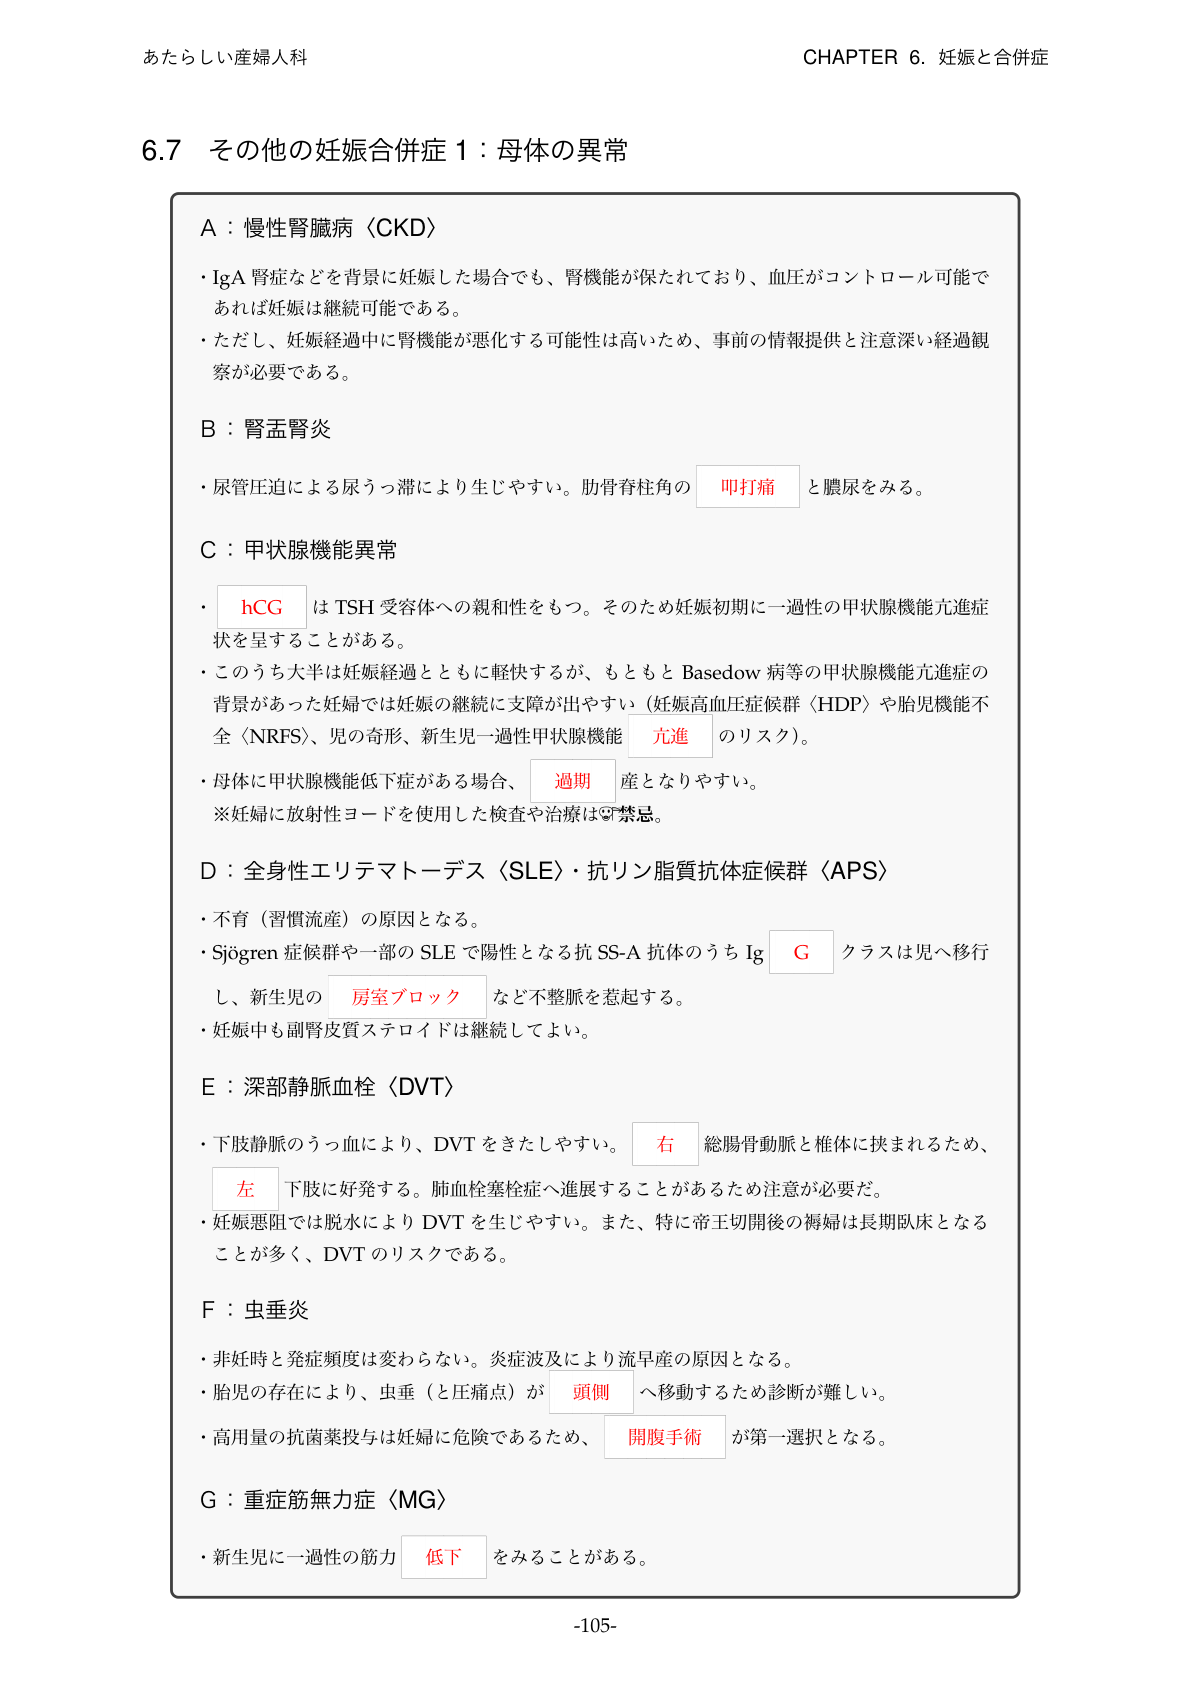 あたらしい産婦人科
CHAPTER 6. 妊娠と合併症
6.7 その他の妊娠合併症 1：母体の異常
A：慢性腎臓病〈CKD〉
・IgA 腎症などを背景に妊娠した場合でも、腎機能が保たれており、血圧がコントロール可能で
あれば妊娠は継続可能である。
・ただし、妊娠経過中に腎機能が悪化する可能性は高いため、事前の情報提供と注意深い経過観
察が必要である。
B：腎盂腎炎
・尿管圧迫による尿うっ滞により生じやすい。肋骨脊柱角の 叩打痛 と膿尿をみる。
C：甲状腺機能異常
・ hCG は TSH 受容体への親和性をもつ。そのため妊娠初期に一過性の甲状腺機能亢進症
状を呈することがある。
・このうち大半は妊娠経過とともに軽快するが、もともと Basedow 病等の甲状腺機能亢進症の
背景があった妊婦では妊娠の継続に支障が出やすい（妊娠高血圧症候群〈HDP〉や胎児機能不
全〈NRFS〉、児の奇形、新生児一過性甲状腺機能 亢進 のリスク）。
・母体に甲状腺機能低下症がある場合、 過期 産となりやすい。
※妊婦に放射性ヨードを使用した検査や治療は禁忌。
D：全身性エリテマトーデス〈SLE〉・抗リン脂質抗体症候群〈APS〉
・不育（習慣流産）の原因となる。
・Sjögren 症候群や一部の SLE で陽性となる抗 SS-A 抗体のうち Ig G クラスは児へ移行
し、新生児の 房室ブロック など不整脈を惹起する。
・妊娠中も副腎皮質ステロイドは継続してよい。
E：深部静脈血栓〈DVT〉
・下肢静脈のうっ血により、DVT をきたしやすい。 右 総腸骨動脈と椎体に挟まれるため、
左 下肢に好発する。肺血栓塞栓症へ進展することがあるため注意が必要だ。
・妊娠悪阻では脱水により DVT を生じやすい。また、特に帝王切開後の褥婦は長期臥床となる
ことが多く、DVT のリスクである。
F：虫垂炎
・非妊時と発症頻度は変わらない。炎症波及により流早産の原因となる。
・胎児の存在により、虫垂（と圧痛点）が 頭側 へ移動するため診断が難しい。
・高用量の抗菌薬投与は妊婦に危険であるため、 開腹手術 が第一選択となる。
G：重症筋無力症〈MG〉
・新生児に一過性の筋力 低下 をみることがある。
-105-